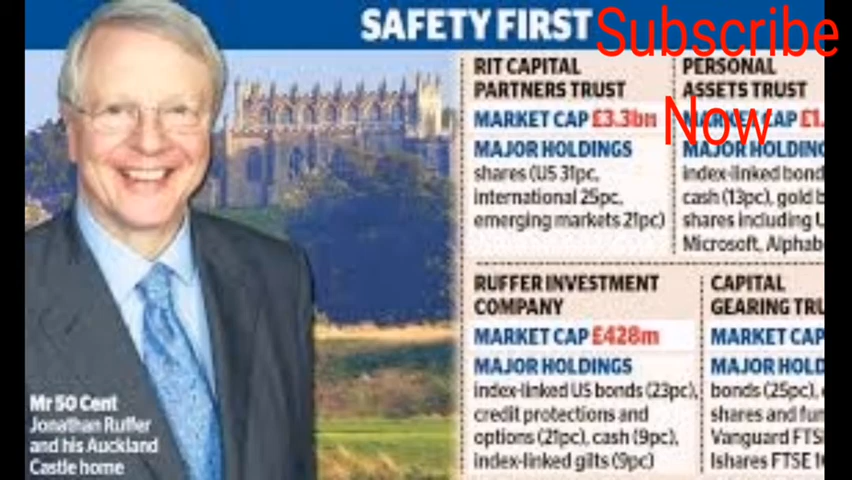 SAFETY FIRST
Subscribe
Now
RIT CAPITAL
PARTNERS TRUST
MARKET CAP £3.3bn
MAJOR HOLDINGS
shares (US 31pc,
international 25pc,
emerging markets 21pc)
PERSONAL
ASSETS TRUST
MARKET CAP £1.
MAJOR HOLDING
index-linked bond
cash (13pc), gold b
shares including U
Microsoft, Alphab
RUFFER INVESTMENT
COMPANY
MARKET CAP £428m
MAJOR HOLDINGS
index-linked US bonds (23pc),
credit protections and
options (21pc), cash (9pc),
index-linked gilts (9pc)
CAPITAL
GEARING TRU
MARKET CAP
MAJOR HOLD
bonds (25pc),
shares and fun
Vanguard FTS
Ishares FTSE 1
Mr 50 Cent
Jonathan Ruffer
and his Auckland
Castle home